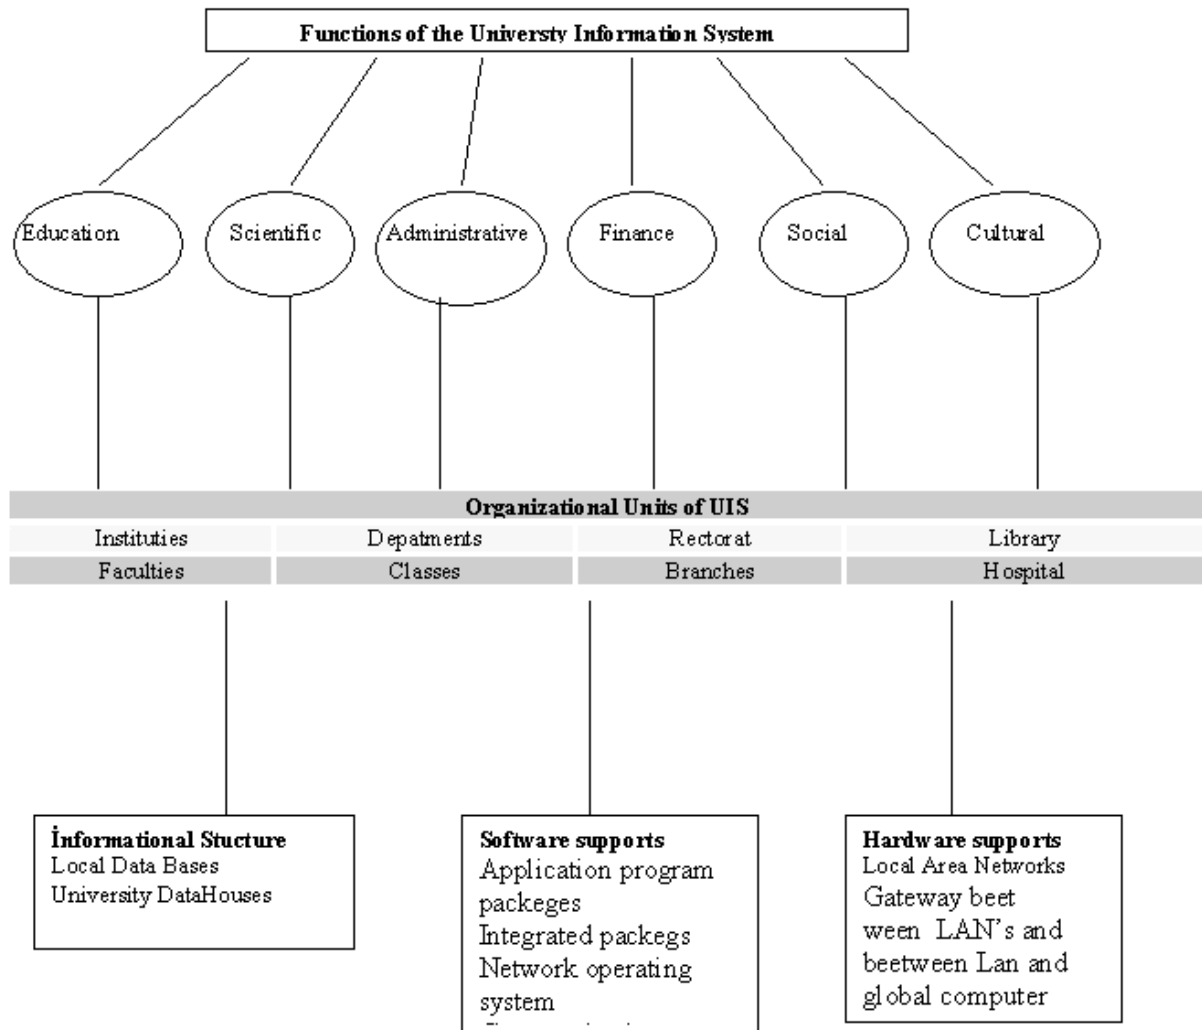 Functions of the Universty Information System
Education Scientific Administrative Finance Social Cultural
Organizational Units of UIS
Instituties Depatments Rectorat Library
Faculties Classes Branches Hospital
İnformational Stucture
Local Data Bases
University DataHouses
Software supports
Application program
packeges
Integrated packegs
Network operating
system
Hardware supports
Local Area Networks
Gateway beet
ween LAN's and
beetween Lan and
global computer